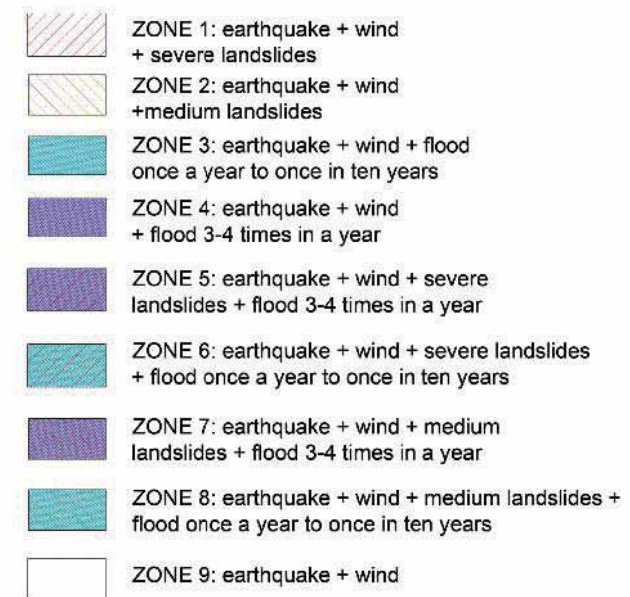 ZONE 1: earthquake + wind
+ severe landslides
ZONE 2: earthquake + wind
+medium landslides
ZONE 3: earthquake + wind + flood
once a year to once in ten years
ZONE 4: earthquake + wind
+ flood 3-4 times in a year
ZONE 5: earthquake + wind + severe
landslides + flood 3-4 times in a year
ZONE 6: earthquake + wind + severe landslides
+ flood once a year to once in ten years
ZONE 7: earthquake + wind + medium
landslides + flood 3-4 times in a year
ZONE 8: earthquake + wind + medium landslides +
flood once a year to once in ten years
ZONE 9: earthquake + wind